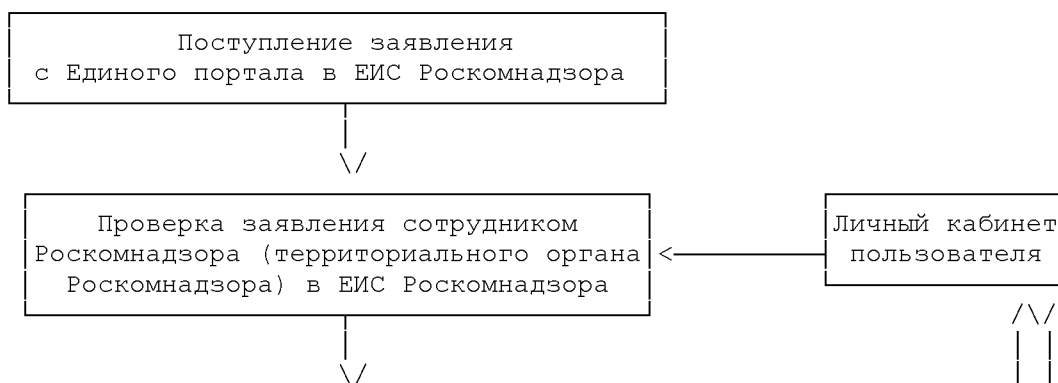 Поступление заявления
с Единого портала в ЕИС Роскомнадзора
Проверка заявления сотрудником
Роскомнадзора (территориального органа
Роскомнадзора) в ЕИС Роскомнадзора
Личный кабинет
пользователя